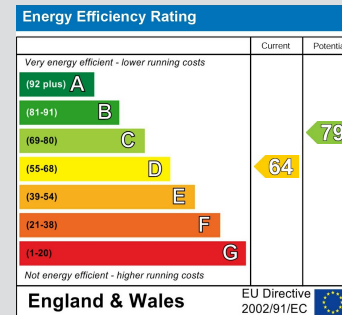 Energy Efficiency Rating
Current Potentia
Very energy efficient - lower running costs
(92 plus) A
(81-91) B
(69-80) C
79
(55-68) D
64
(39-54) E
(21-38) F
(1-20) G
Not energy efficient - higher running costs
England & Wales
EU Directive
2002/91/EC